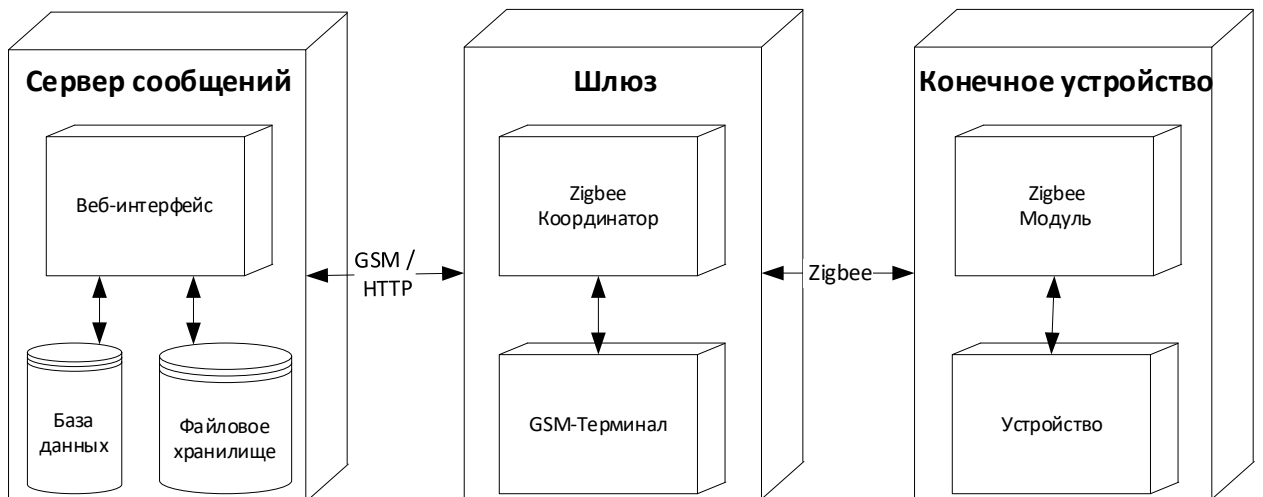 Сервер сообщений
Веб-интерфейс
База
данных
Файловое
хранилище
GSM /
HTTP
Шлюз
Zigbee
Координатор
GSM-Терминал
Zigbee
Конечное устройство
Zigbee
Модуль
Устройство